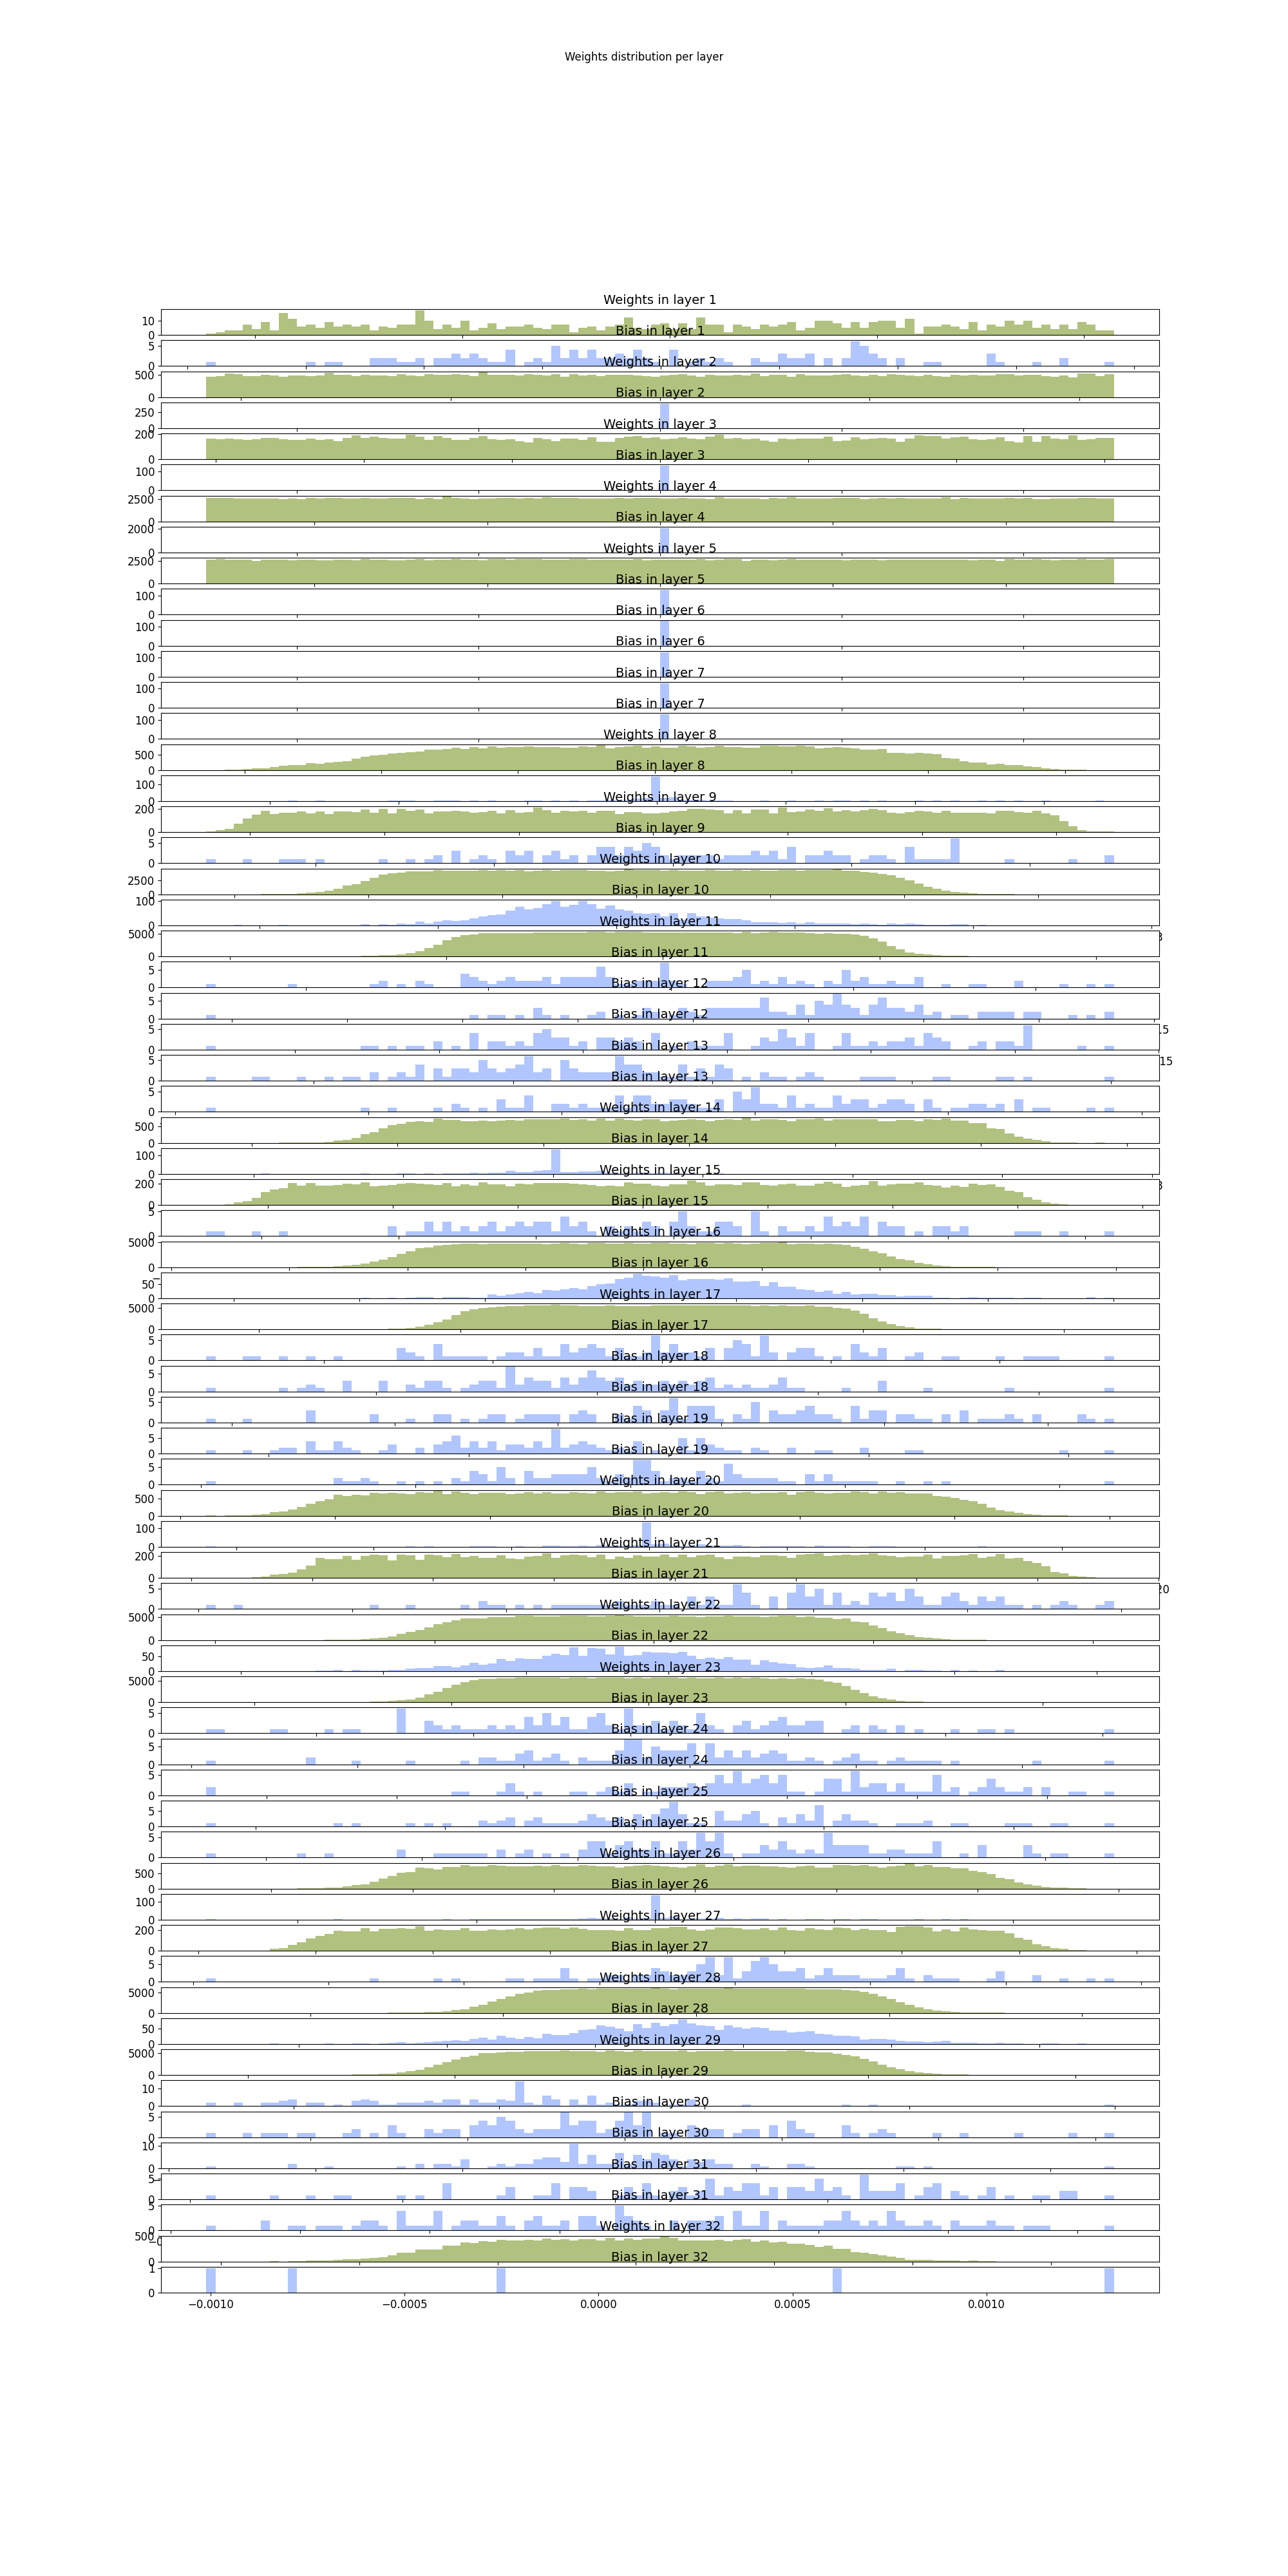 Weights distribution per layer
Weights in layer 1
10
0
Bias in layer 1
5
0
Weights in layer 2
500
0
Bias in layer 2
250
0
Weights in layer 3
200
0
Bias in layer 3
100
0
Weights in layer 4
2500
0
Bias in layer 4
2000
0
Weights in layer 5
2500
0
Bias in layer 5
100
0
Bias in layer 6
100
0
Bias in layer 6
100
0
Bias in layer 7
100
0
Bias in layer 7
100
0
Weights in layer 8
500
0
Bias in layer 8
100
0
Weights in layer 9
200
0
Bias in layer 9
5
0
Weights in layer 10
2500
0
Bias in layer 10
100
0
Weights in layer 11
5000
0
Bias in layer 11
5
0
Bias in layer 12
5
0
Bias in layer 12
5
0
Bias in layer 13
5
0
Bias in layer 13
5
0
Weights in layer 14
500
0
Bias in layer 14
100
0
Weights in layer 15
200
0
Bias in layer 15
5
0
Weights in layer 16
5000
0
Bias in layer 16
50
0
Weights in layer 17
5000
0
Bias in layer 17
5
0
Bias in layer 18
5
0
Bias in layer 18
5
0
Bias in layer 19
5
0
Bias in layer 19
5
0
Weights in layer 20
500
0
Bias in layer 20
100
0
Weights in layer 21
200
0
Bias in layer 21
5
0
Weights in layer 22
5000
0
Bias in layer 22
50
0
Weights in layer 23
5000
0
Bias in layer 23
5
0
Bias in layer 24
5
0
Bias in layer 24
5
0
Bias in layer 25
5
0
Bias in layer 25
5
0
Weights in layer 26
500
0
Bias in layer 26
100
0
Weights in layer 27
200
0
Bias in layer 27
5
0
Weights in layer 28
5000
0
Bias in layer 28
50
0
Weights in layer 29
5000
0
Bias in layer 29
10
0
Bias in layer 30
5
0
Bias in layer 30
10
0
Bias in layer 31
5
0
Bias in layer 31
5
0
Weights in layer 32
500
0
Bias in layer 32
1
0
−0.0010 −0.0005 0.0000 0.0005 0.0010